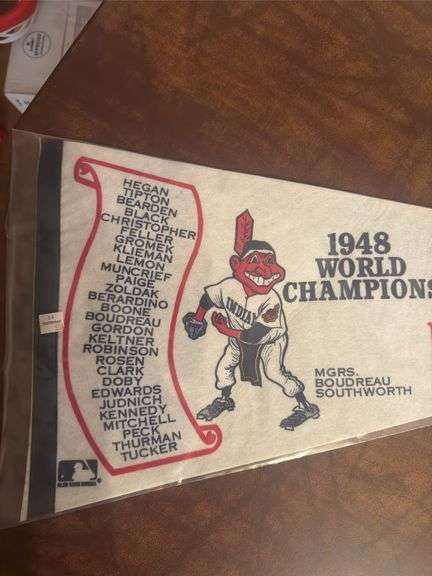 HEGAN
TIPTON
BEARDEN
BLACK
CHRISTOPHER
FELLER
GROMEK
KLIEMAN
LEMON
MUNCRIEF
PAIGE
ZOLDAK
BERARDINO
BOONE
BOUDREAU
GORDON
KELTNER
ROBINSON
ROSEN
CLARK
DOBY
EDWARDS
JUDNICH
KENNEDY
MITCHELL
PECK
THURMAN
TUCKER
INDIA
1948
WORLD
CHAMPIONS
MGRS.
BOUDREAU
SOUTHWORTH